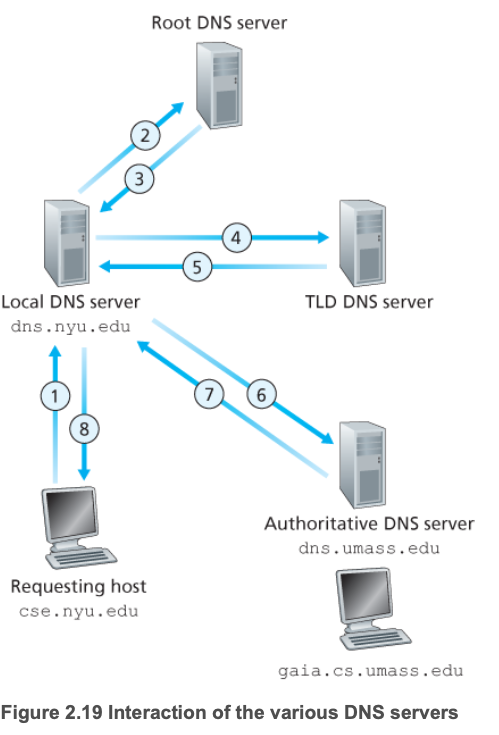 Root DNS server
2
3
4
5
Local DNS server
dns.nyu.edu
TLD DNS server
1
8
7
6
Authoritative DNS server
dns.umass.edu
Requesting host
cse.nyu.edu
gaia.cs.umass.edu
Figure 2.19 Interaction of the various DNS servers